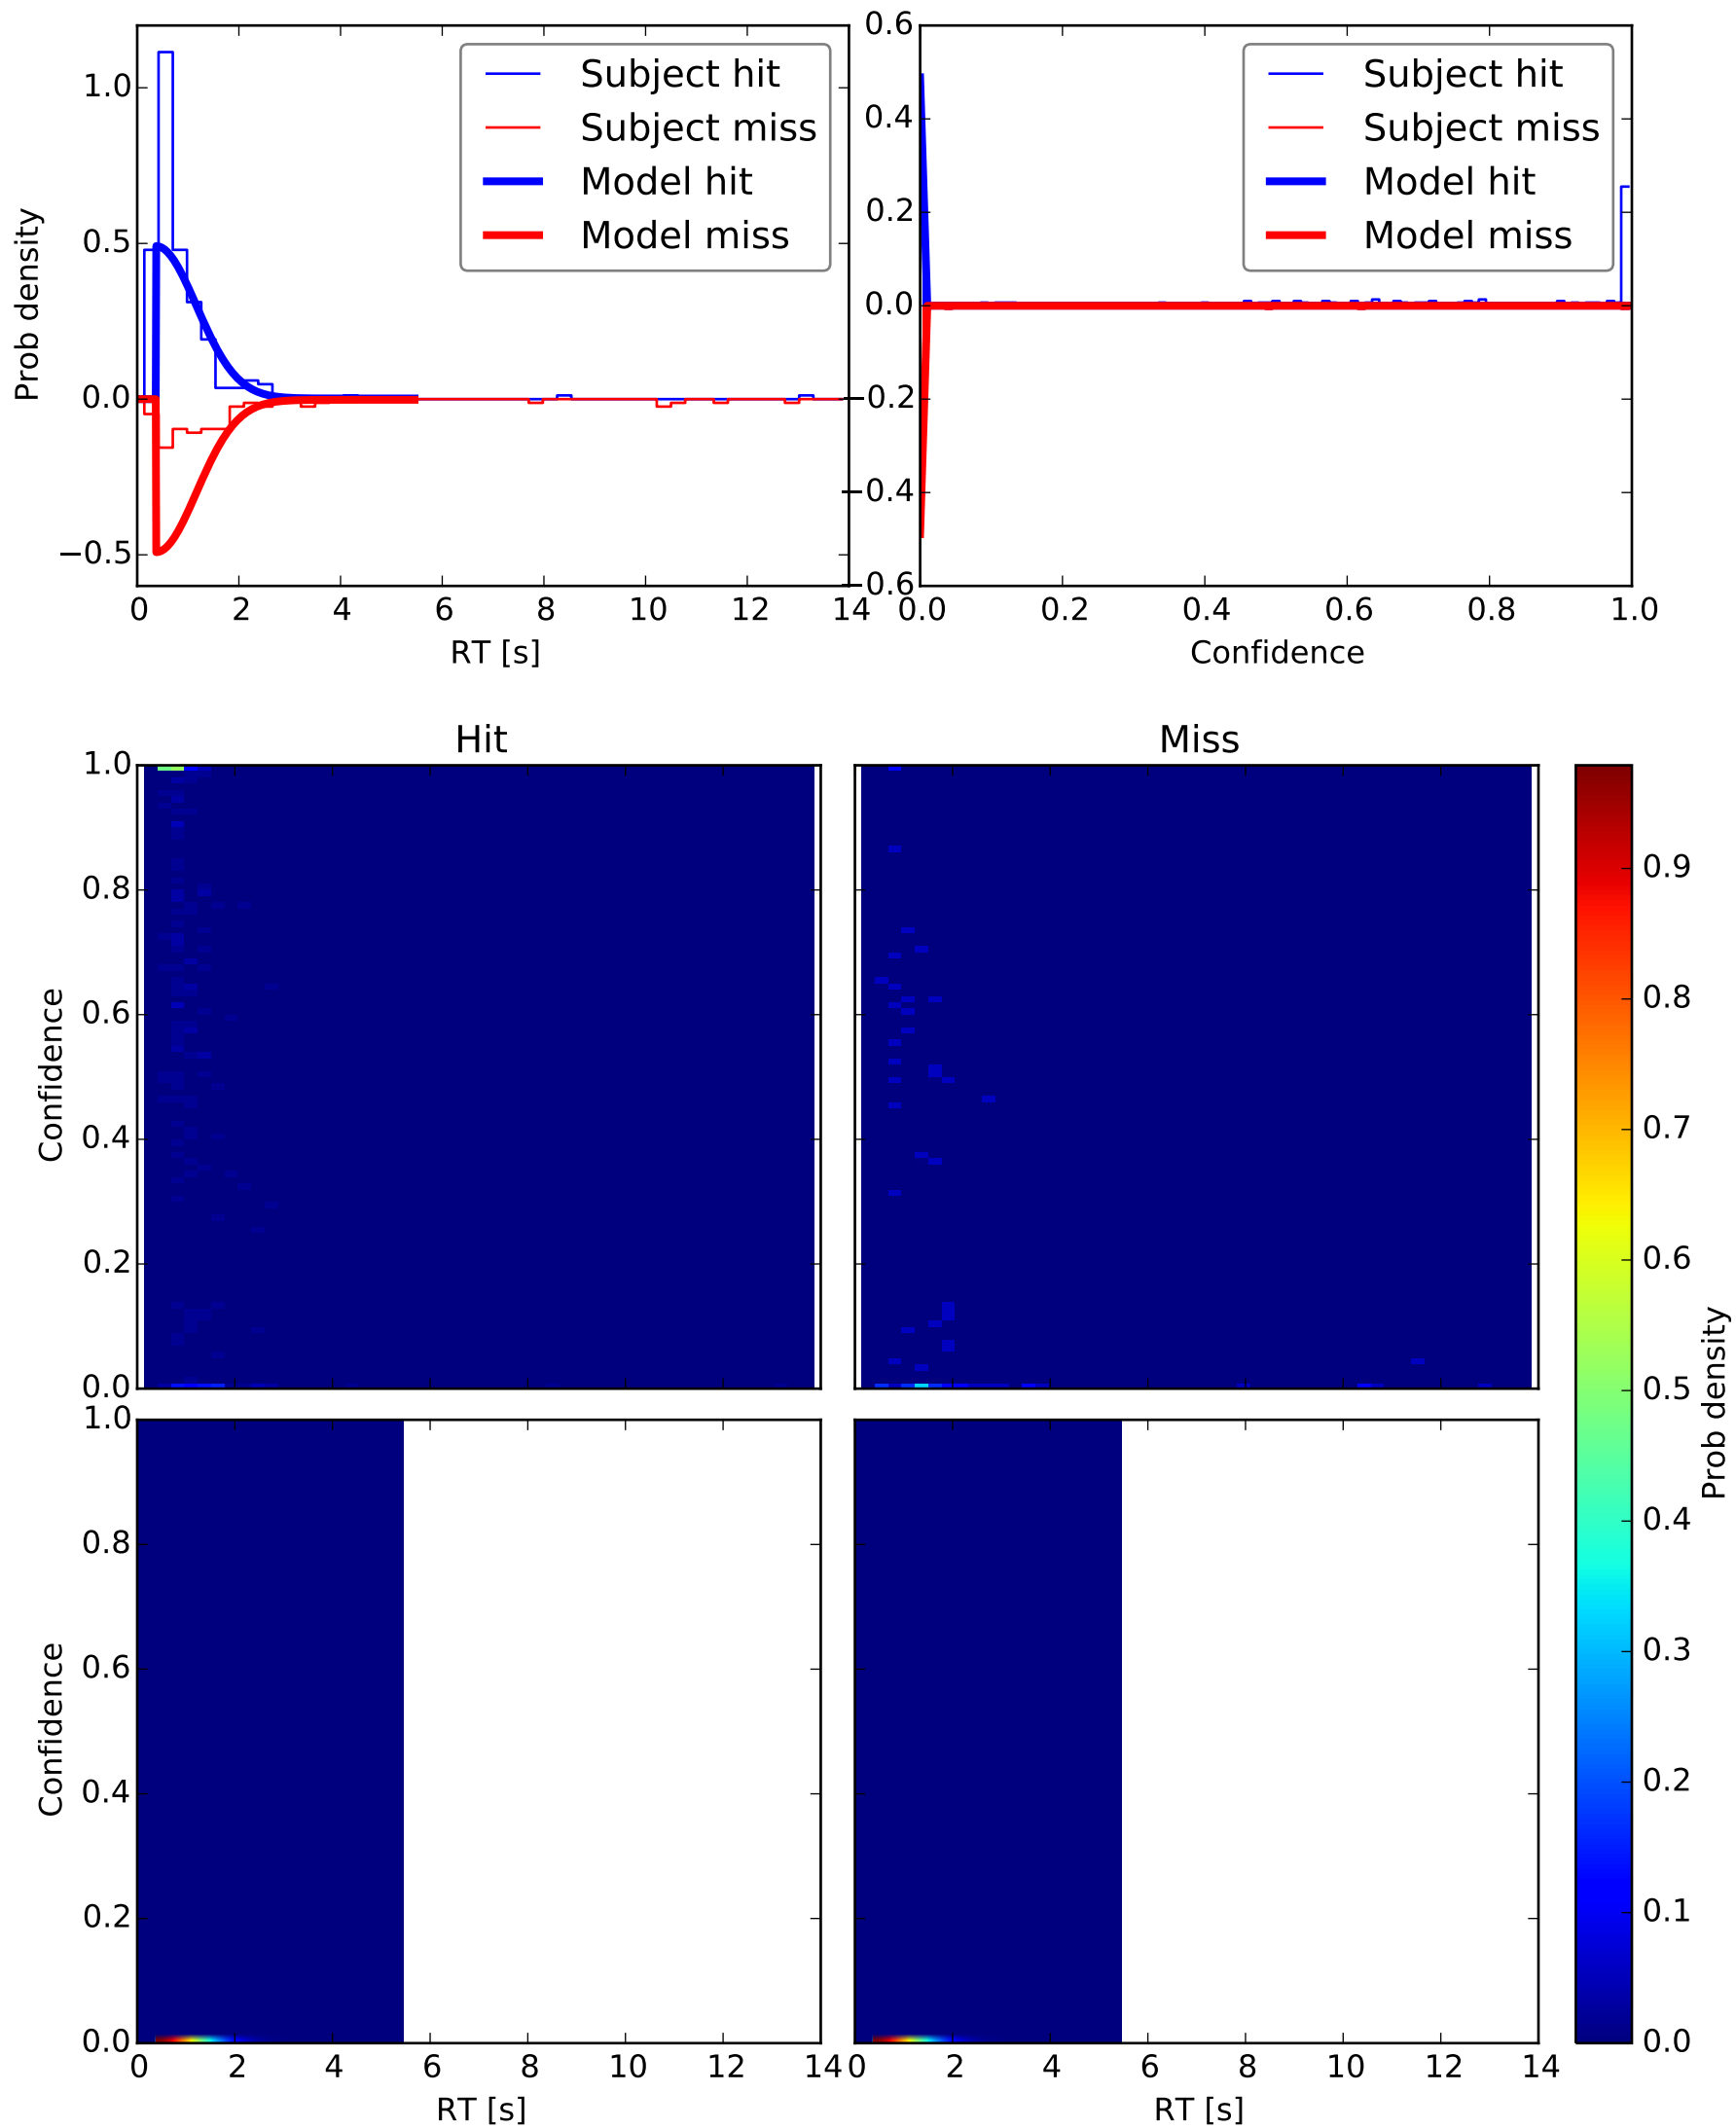 Prob density
1.0
0.5
0.0
−0.5
Subject hit
Subject miss
Model hit
Model miss
0 2 4 6 8 10 12 14
RT [s]
0.6
0.4
0.2
0.0
−0.2
−0.4
−0.6
Subject hit
Subject miss
Model hit
Model miss
0.0 0.2 0.4 0.6 0.8 1.0
Confidence
Hit
Miss
Confidence
1.0
0.8
0.6
0.4
0.2
0.0
Confidence
1.0
0.8
0.6
0.4
0.2
0.0
0 2 4 6 8 10 12 14
RT [s]
0 2 4 6 8 10 12 14
RT [s]
0.9
0.8
0.7
0.6
0.5
0.4
0.3
0.2
0.1
0.0
Prob density